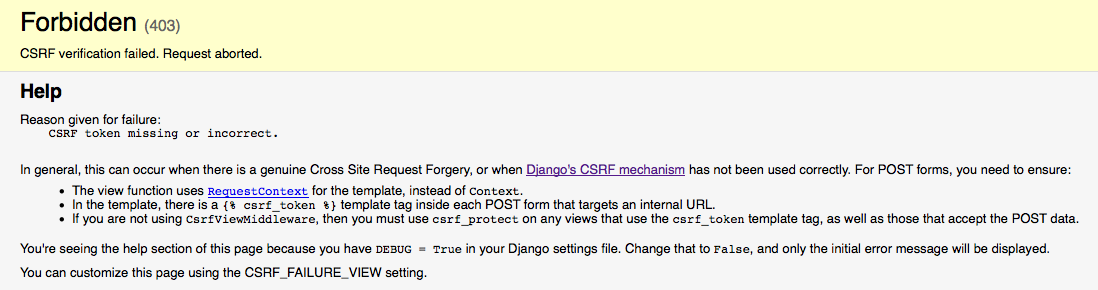 Forbidden (403)
CSRF verification failed. Request aborted.
Help
Reason given for failure:
CSRF token missing or incorrect.
In general, this can occur when there is a genuine Cross Site Request Forgery, or when Django's CSRF mechanism has not been used correctly. For POST forms, you need to ensure:
• The view function uses RequestContext for the template, instead of Context.
• In the template, there is a {% csrf_token %} template tag inside each POST form that targets an internal URL.
• If you are not using CsrfViewMiddleware, then you must use csrf_protect on any views that use the csrf_token template tag, as well as those that accept the POST data.
You're seeing the help section of this page because you have DEBUG = True in your Django settings file. Change that to False, and only the initial error message will be displayed.
You can customize this page using the CSRF_FAILURE_VIEW setting.